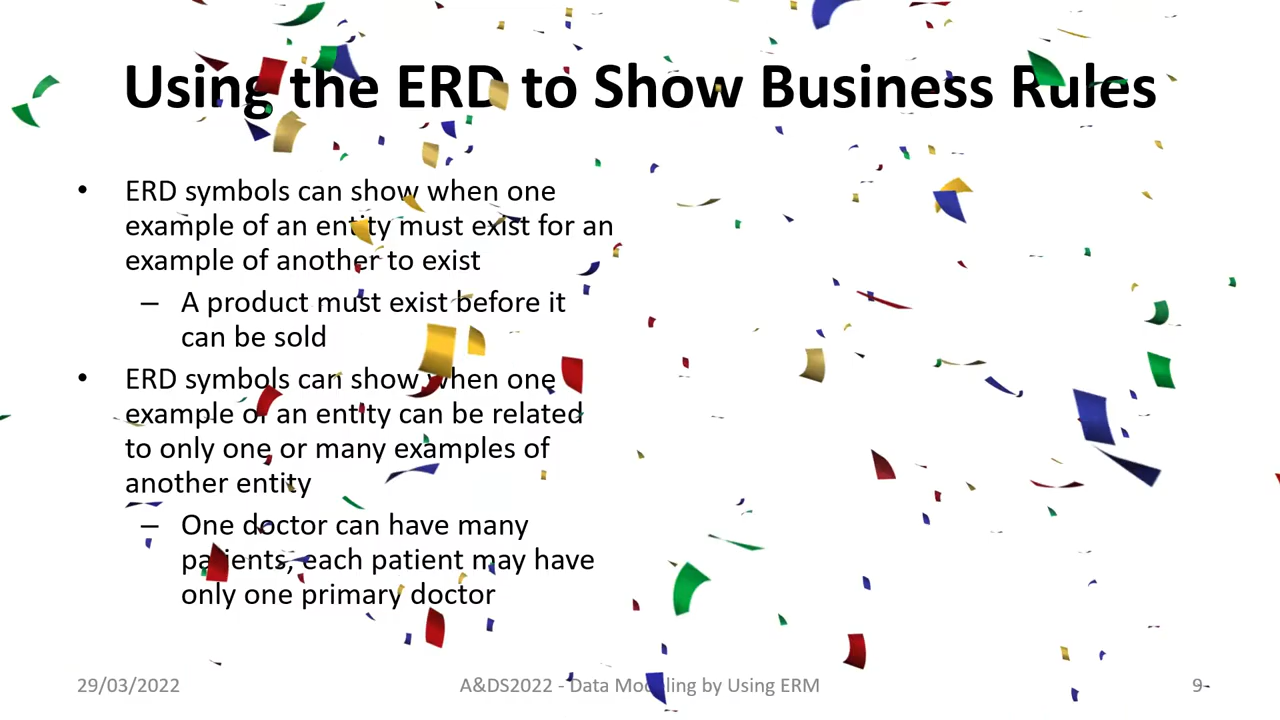 Using the ERD to Show Business Rules
• ERD symbols can show when one
example of an entity must exist for an
example of another to exist
– A product must exist before it
can be sold
• ERD symbols can show when one
example of an entity can be related
to only one or many examples of
another entity
– One doctor can have many
patients, each patient may have
only one primary doctor
29/03/2022
A&DS2022 - Data Modeling by Using ERM
9